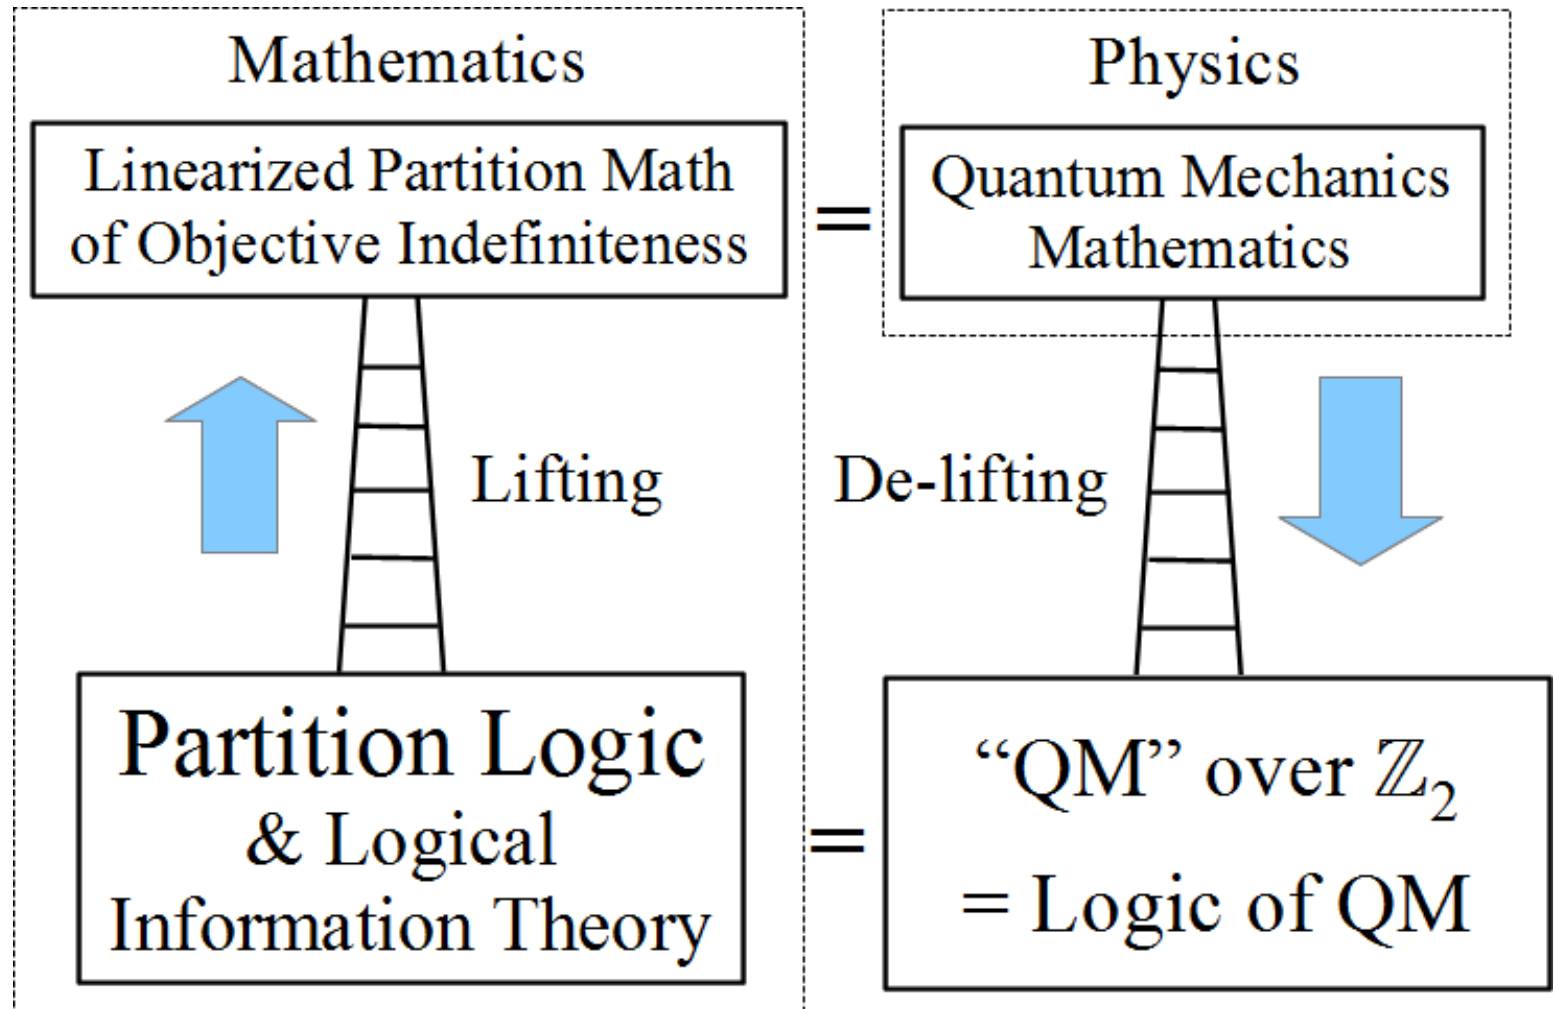 Mathematics
Linearized Partition Math
of Objective Indefiniteness
=
Physics
Quantum Mechanics
Mathematics
Lifting
De-lifting
Partition Logic
& Logical
Information Theory
=
“QM” over ℤ₂
= Logic of QM